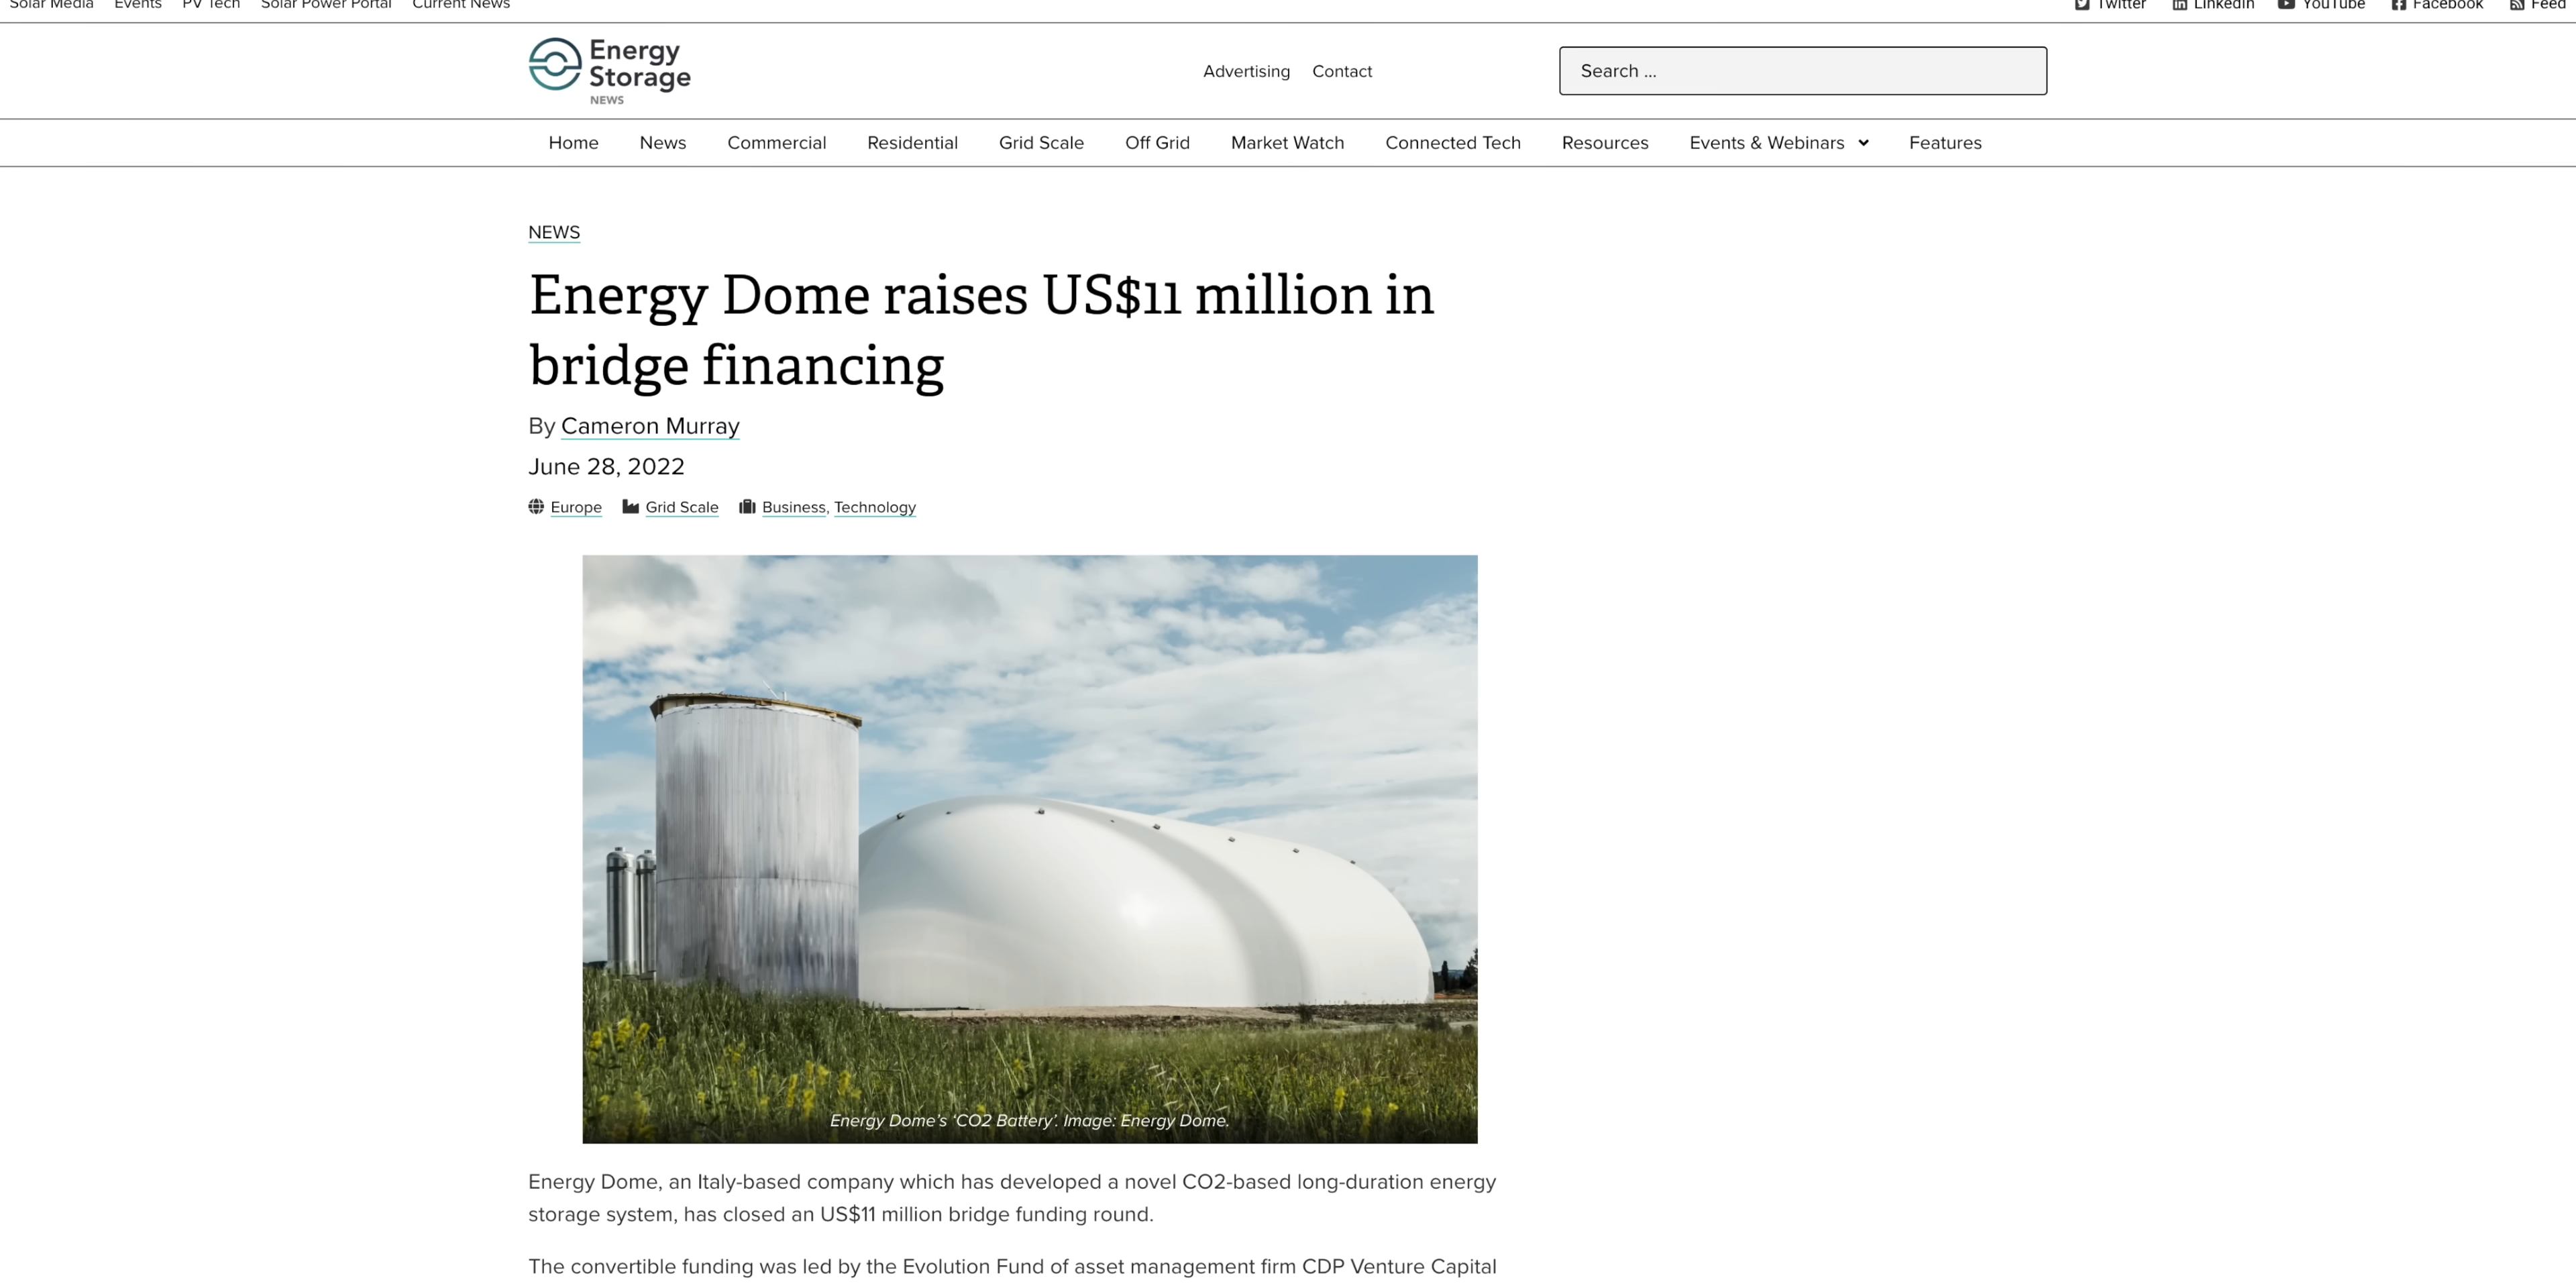 Solar Media Events PV Tech Solar Power Portal Current News Twitter LinkedIn YouTube Facebook Feed
Energy
Storage
NEWS
Advertising Contact
Search ...
Home News Commercial Residential Grid Scale Off Grid Market Watch Connected Tech Resources Events & Webinars Features
NEWS
Energy Dome raises US$11 million in
bridge financing
By Cameron Murray
June 28, 2022
Europe Grid Scale Business, Technology
Energy Dome's ‘CO2 Battery’. Image: Energy Dome.
Energy Dome, an Italy-based company which has developed a novel CO2-based long-duration energy
storage system, has closed an US$11 million bridge funding round.
The convertible funding was led by the Evolution Fund of asset management firm CDP Venture Capital